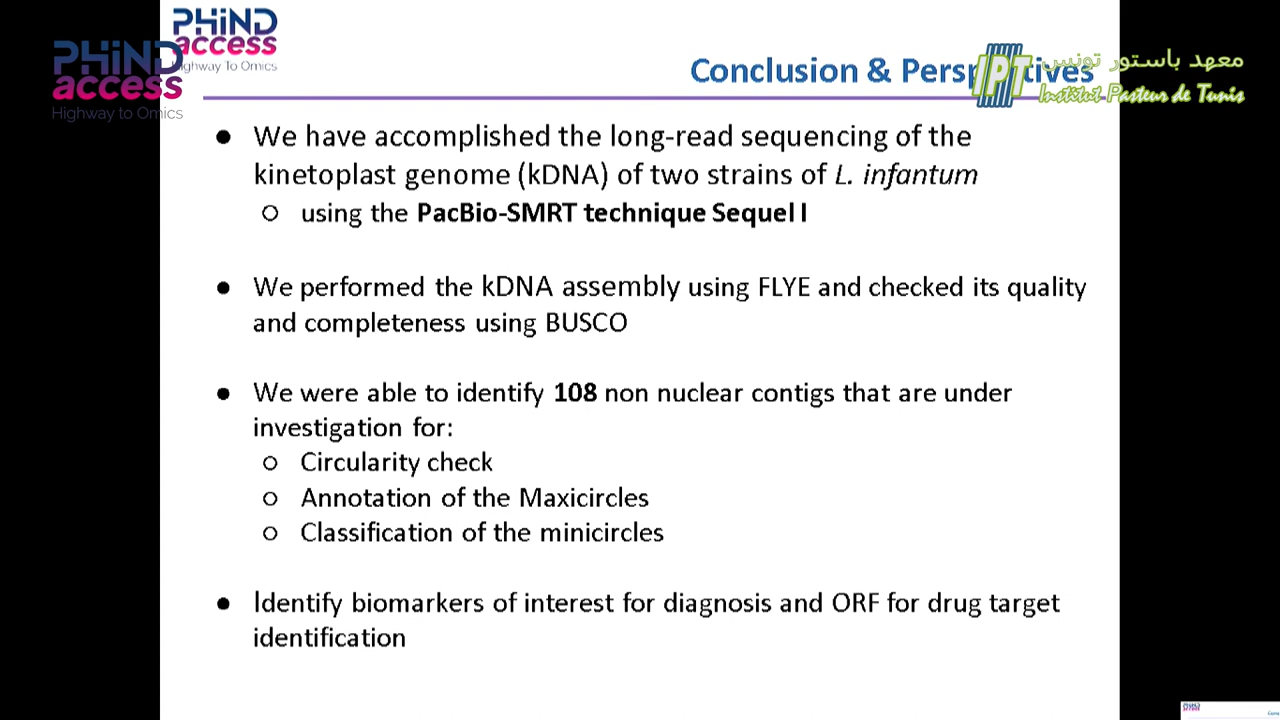 PHIND
access
Highway To Omics
PHIND
access
Highway To Omics
Conclusion & Perspectives
IPT
معهد باستور تونس
Institut Pasteur de Tunis
● We have accomplished the long-read sequencing of the
kinetoplast genome (kDNA) of two strains of L. infantum
○ using the PacBio-SMRT technique Sequel I
● We performed the kDNA assembly using FLYE and checked its quality
and completeness using BUSCO
● We were able to identify 108 non nuclear contigs that are under
investigation for:
○ Circularity check
○ Annotation of the Maxicircles
○ Classification of the minicircles
● Identify biomarkers of interest for diagnosis and ORF for drug target
identification